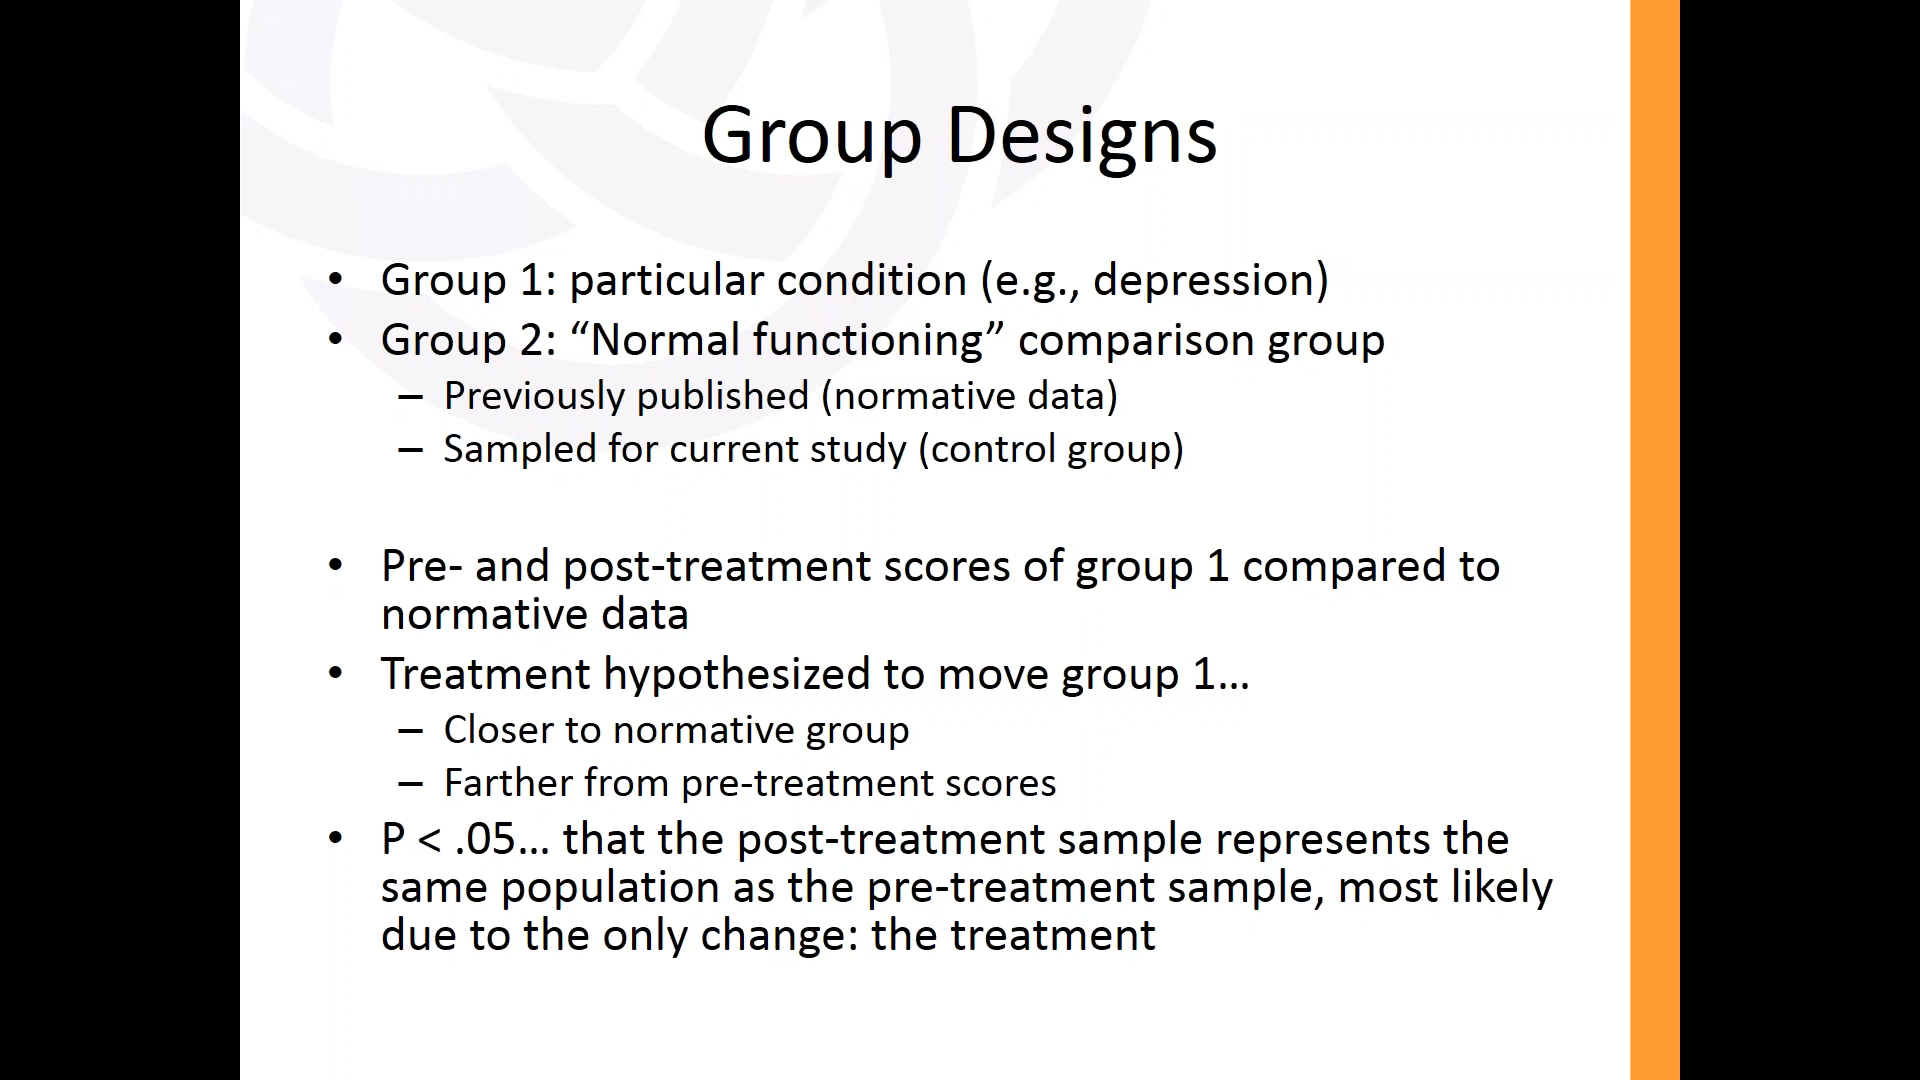 Group Designs
• Group 1: particular condition (e.g., depression)
• Group 2: “Normal functioning” comparison group
– Previously published (normative data)
– Sampled for current study (control group)
• Pre- and post-treatment scores of group 1 compared to
normative data
• Treatment hypothesized to move group 1…
– Closer to normative group
– Farther from pre-treatment scores
• P < .05… that the post-treatment sample represents the
same population as the pre-treatment sample, most likely
due to the only change: the treatment